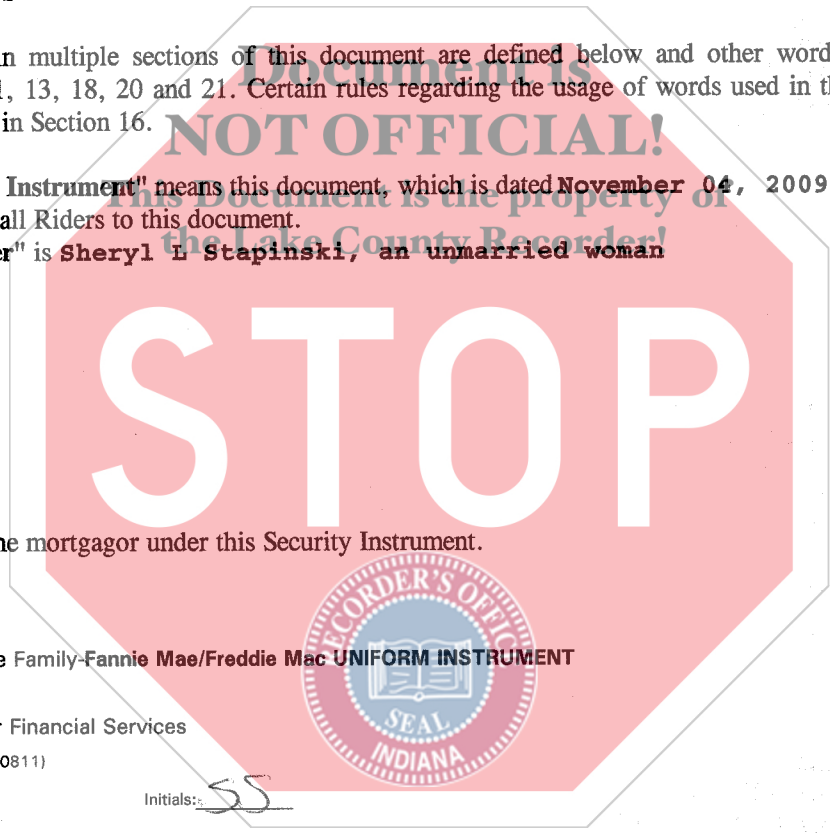 n multiple sections of this document are defined below and other word
1, 13, 18, 20 and 21. Certain rules regarding the usage of words used in t
in Section 16.
Instrument" means this document, which is dated November 04, 2009
all Riders to this document.
r" is Sheryl L Stapinski, an unmarried woman
Document is
NOT OFFICIAL!
This Document is the property of
the Lake County Recorder!
STOP
e mortgagor under this Security Instrument.
RECORDER'S OFFIC
SEAL
INDIANA
e Family-Fannie Mae/Freddie Mac UNIFORM INSTRUMENT
r Financial Services
0811)
Initials: SS